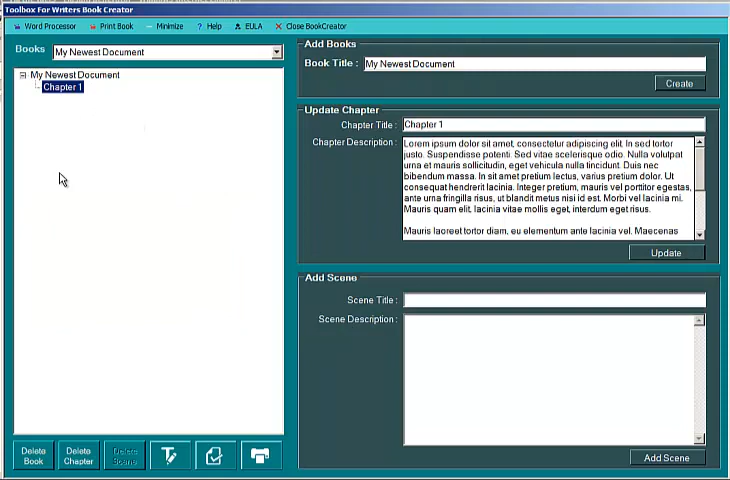 Toolbox For Writers Book Creator
Word Processor Print Book Minimize ? Help EULA Close BookCreator
Books My Newest Document
My Newest Document
Chapter 1
Add Books
Book Title : My Newest Document
Create
Update Chapter
Chapter Title : Chapter 1
Chapter Description : Lorem ipsum dolor sit amet, consectetur adipiscing elit. In sed tortor
justo. Suspendisse potenti. Sed vitae scelerisque odio. Nulla volutpat
urna et mauris sollicitudin, eget vehicula nulla tincidunt. Duis nec
bibendum massa. In sit amet pretium lectus, varius pretium dolor. Ut
consequat hendrerit lacinia. Integer pretium, mauris vel porttitor egestas,
ante urna fringilla risus, ut blandit metus nisi id est. Morbi vel lacinia mi.
Mauris quam elit, lacinia vitae mollis eget, interdum eget risus.
Mauris laoreet tortor diam, eu elementum ante lacinia vel. Maecenas
Update
Add Scene
Scene Title :
Scene Description :
Add Scene
Delete Book
Delete Chapter
Delete Scene